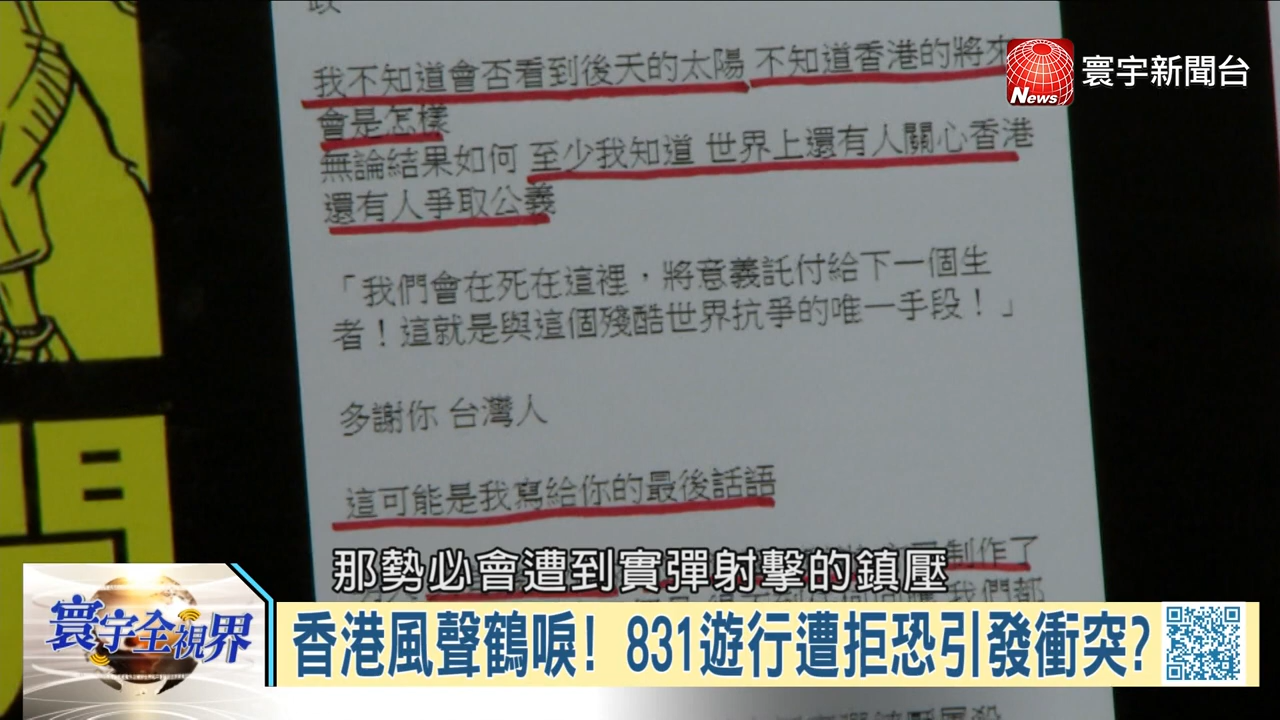 我不知道會否看到後天的太陽 不知道香港的將來
會是怎樣
無論結果如何 至少我知道 世界上還有人關心香港
還有人爭取公義
「我們會在死在這裡，將意義託付給下一個生
者！這就是與這個殘酷世界抗爭的唯一手段！」
多謝你 台灣人
這可能是我寫給你的最後話語
制作了
我們都
News
寰宇新聞台
那勢必會遭到實彈射擊的鎮壓
寰宇全視界
香港風聲鶴唳! 831遊行遭拒恐引發衝突?